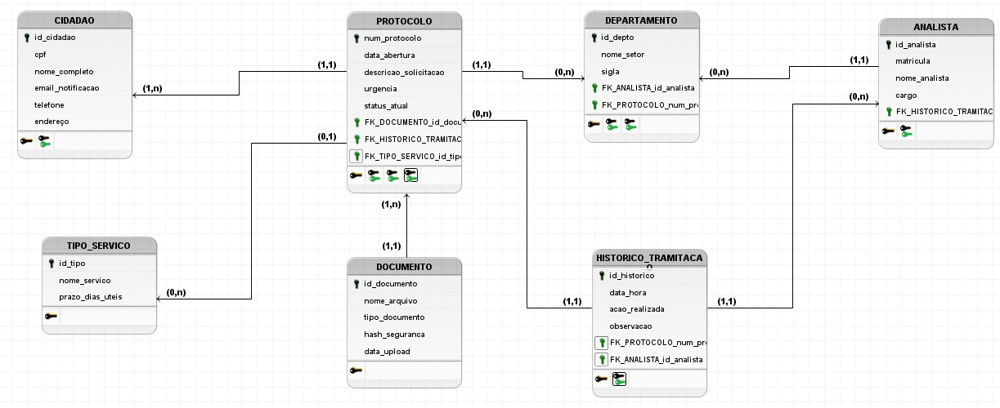 CIDADAO
id_cidadao
cpf
nome_completo
email_notificacao
telefone
endereço
(1,n)
(1,1)
PROTOCOLO
num_protocolo
data_abertura
descricao_solicitacao
urgencia
status_atual
FK_DOCUMENTO_id_docu
FK_HISTORICO_TRAMITAC
FK_TIPO_SERVICO_id_tipo
(1,1)
(0,n)
DEPARTAMENTO
id_depto
nome_setor
sigla
FK_ANALISTA_id_analista
FK_PROTOCOLO_num_pro
(0,n)
(1,1)
ANALISTA
id_analista
matricula
nome_analista
cargo
FK_HISTORICO_TRAMITAC
(0,n)
(0,n)
(0,1)
(1,n)
(1,1)
TIPO_SERVICO
id_tipo
nome_servico
prazo_dias_uteis
(0,n)
DOCUMENTO
id_documento
nome_arquivo
tipo_documento
hash_seguranca
data_upload
HISTORICO_TRAMITACA
id_historico
data_hora
acao_realizada
observacao
FK_PROTOCOLO_num_pro
FK_ANALISTA_id_analista
(1,1)
(1,1)